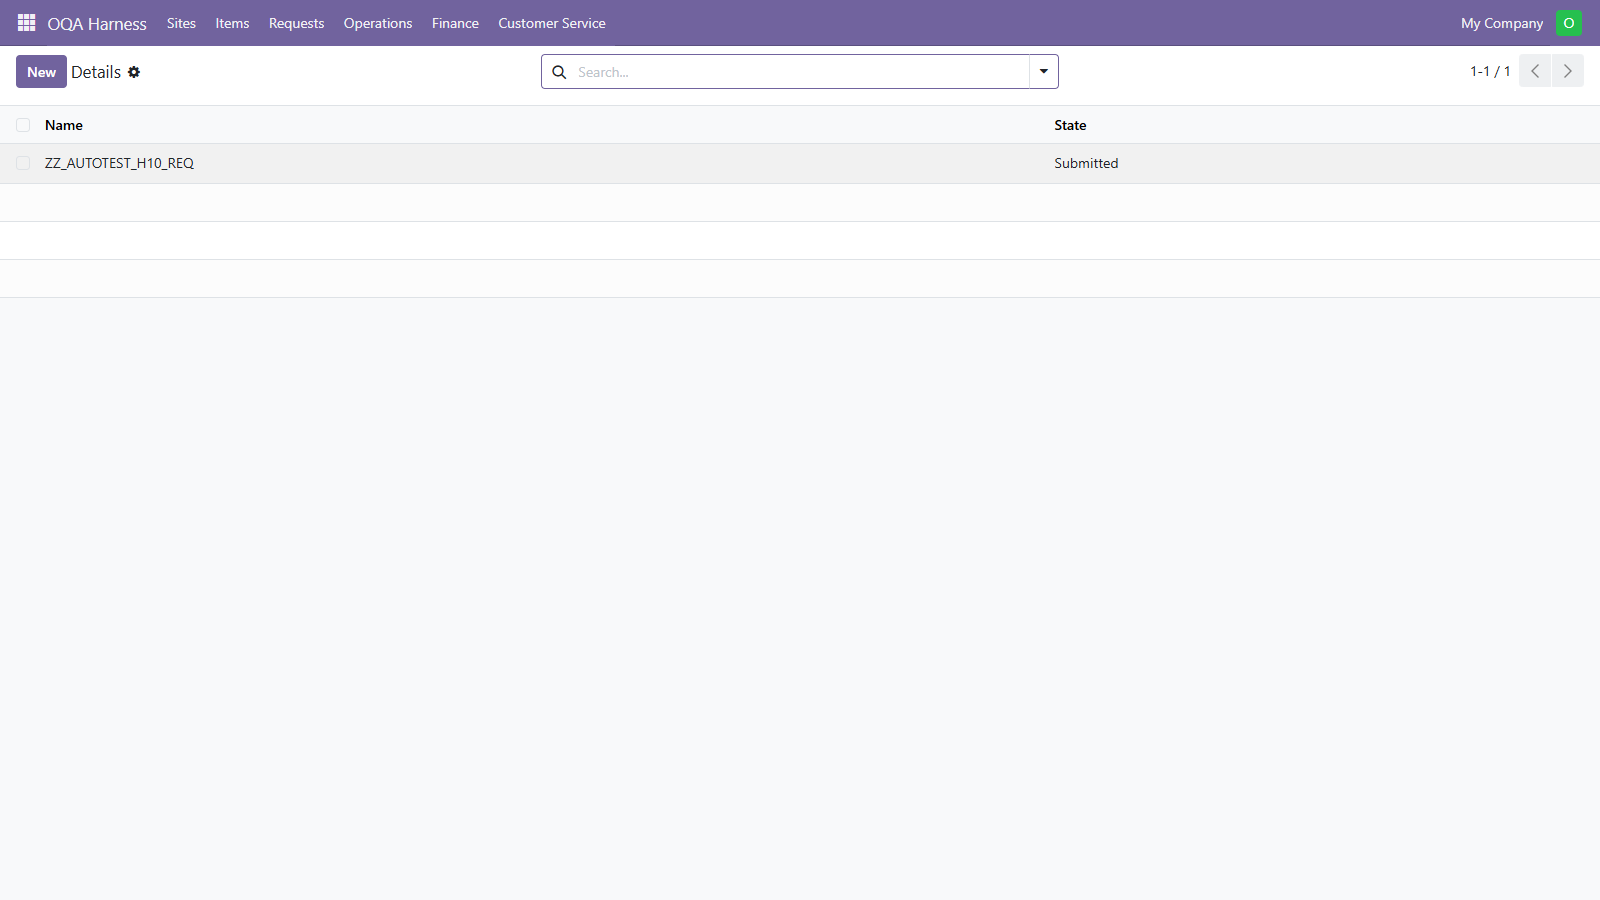 OQA Harness Sites Items Requests Operations Finance Customer Service My Company O
New Details Search... 1-1 / 1
Name State
ZZ_AUTOTEST_H10_REQ Submitted